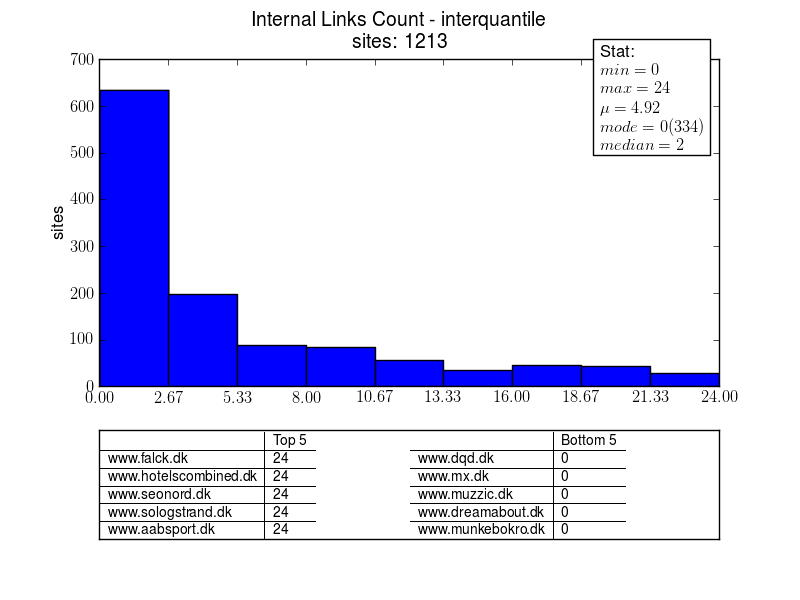 Internal Links Count - interquantile
sites: 1213
Stat:
min = 0
max = 24
μ = 4.92
mode = 0(334)
median = 2
700
600
500
400
300
200
100
0
sites
0.00 2.67 5.33 8.00 10.67 13.33 16.00 18.67 21.33 24.00
Top 5 Bottom 5
www.falck.dk 24 www.dqd.dk 0
www.hotelscombined.dk 24 www.mx.dk 0
www.seonord.dk 24 www.muzzic.dk 0
www.sologstrand.dk 24 www.dreamabout.dk 0
www.aabsport.dk 24 www.munkebokro.dk 0